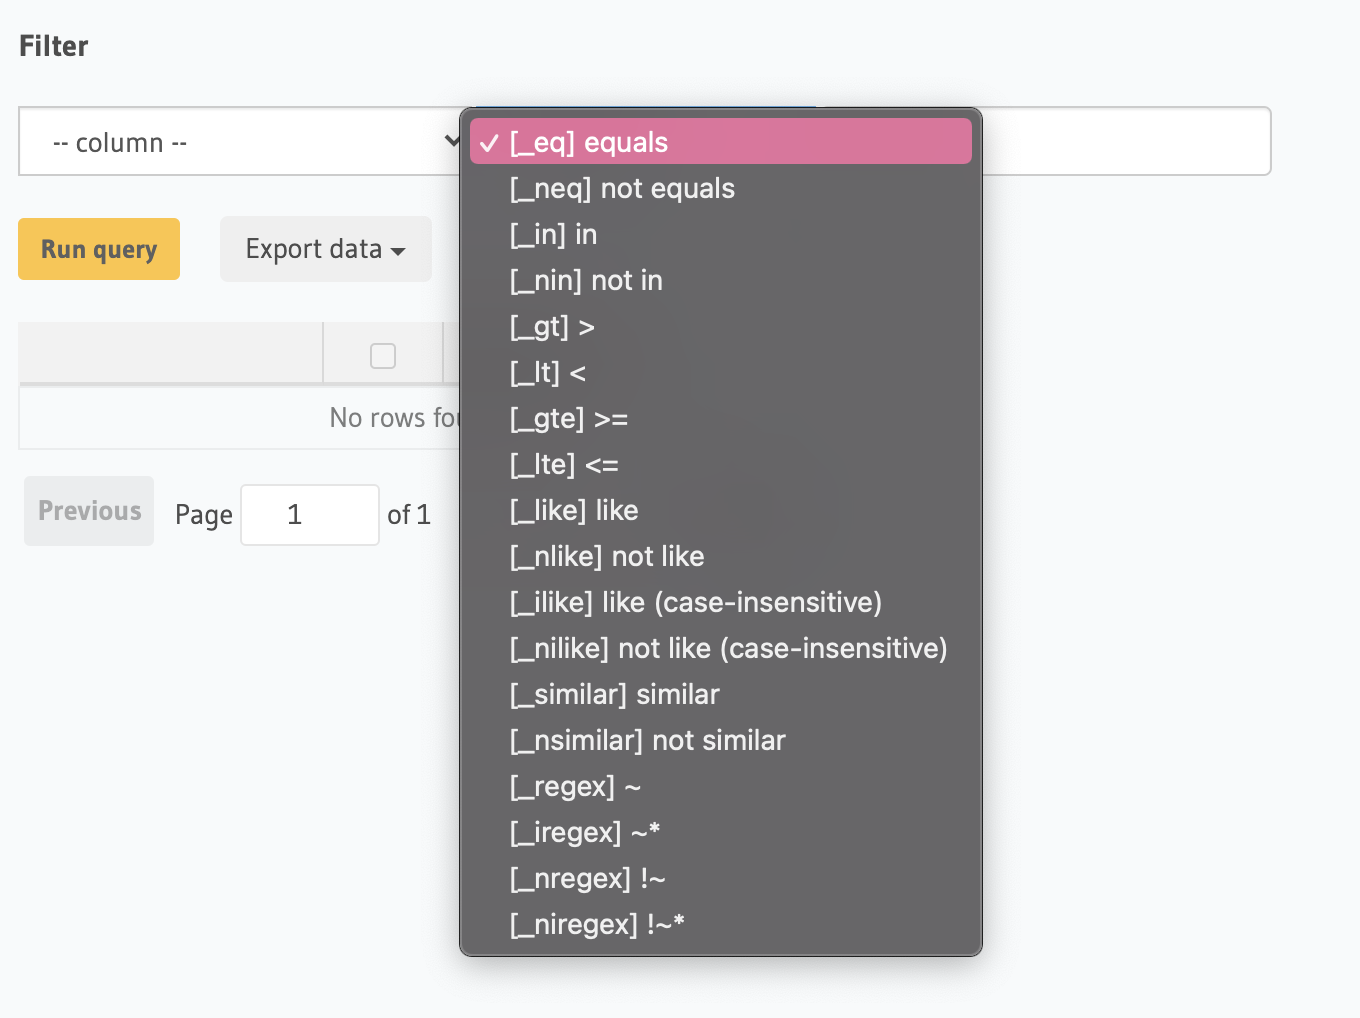 Filter
-- column --
[_eq] equals
[_neq] not equals
[_in] in
[_nin] not in
[_gt] >
[_lt] <
[_gte] >=
[_lte] <=
[_like] like
[_nlike] not like
[_ilike] like (case-insensitive)
[_nilike] not like (case-insensitive)
[_similar] similar
[_nsimilar] not similar
[_regex] ~
[_iregex] ~*
[_nregex] !~
[_niregex] !~*
Run query
Export data
No rows
Previous
Page 1 of 1